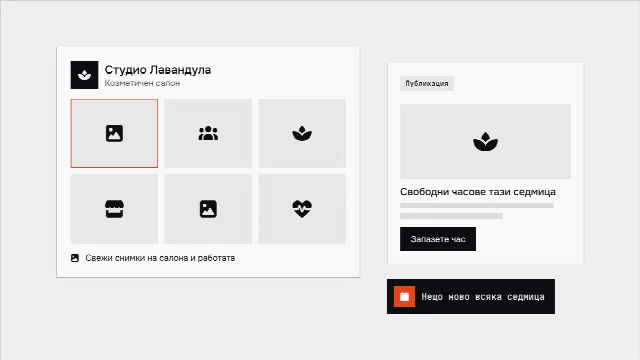 Студио Лавандула
Козметичен салон
Свежи снимки на салона и работата
Публикация
Свободни часове тази седмица
Запазете час
Нещо ново всяка седмица